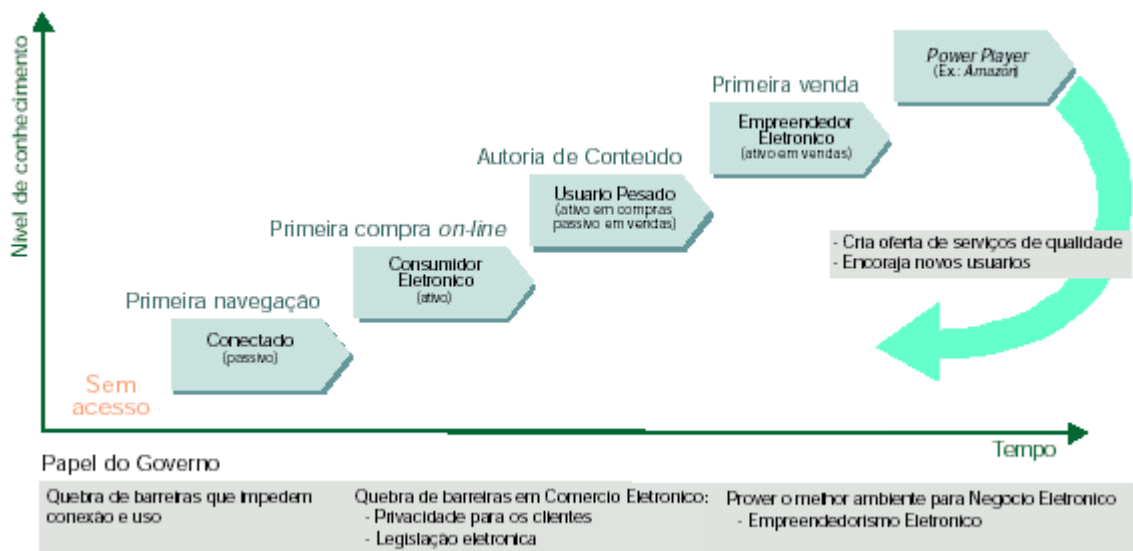 Nível de conhecimento
Power Player
(Ex.: Amazon)
Primeira venda
Empreendedor
Eletronico
(ativo em vendas)
Autoria de Conteúdo
Usuario Pesado
(ativo em compras
passivo em vendas)
Primeira compra on-line
Consumidor
Eletronico
(ativo)
- Cria oferta de serviços de qualidade
- Encoraja novos usuarios
Primeira navegação
Conectado
(passivo)
Sem
acesso
Tempo
Papel do Governo
Quebra de barreiras que impedem
conexão e uso
Quebra de barreiras em Comercio Eletronico:
- Privacidade para os clientes
- Legislação eletronica
Prover o melhor ambiente para Negocio Eletronico
- Empreendedorismo Eletronico